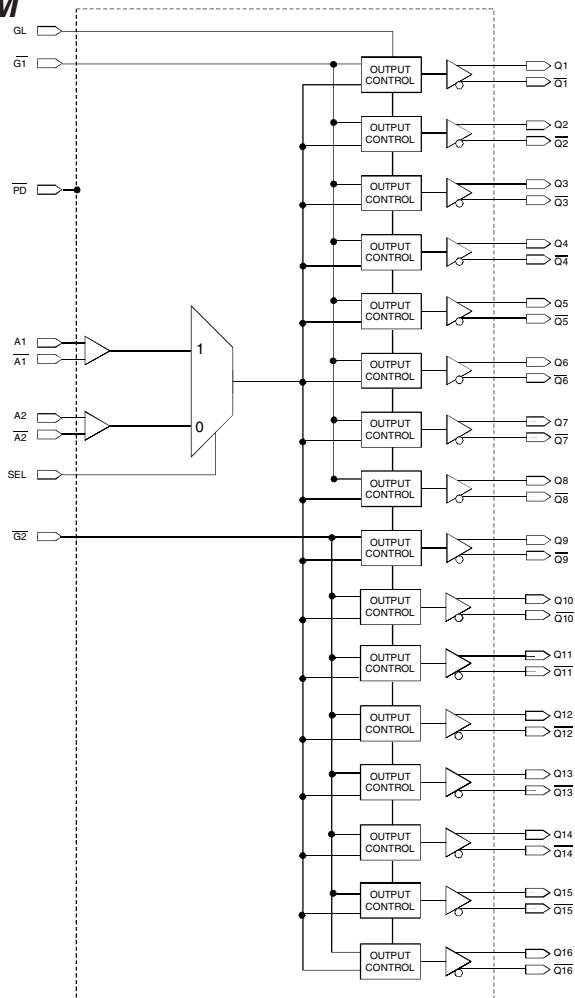 M
GL
G1
PD
A1
A1
A2
A2
SEL
G2
1
0
OUTPUT
CONTROL
Q1
Q1
OUTPUT
CONTROL
Q2
Q2
OUTPUT
CONTROL
Q3
Q3
OUTPUT
CONTROL
Q4
Q4
OUTPUT
CONTROL
Q5
Q5
OUTPUT
CONTROL
Q6
Q6
OUTPUT
CONTROL
Q7
Q7
OUTPUT
CONTROL
Q8
Q8
OUTPUT
CONTROL
Q9
Q9
OUTPUT
CONTROL
Q10
Q10
OUTPUT
CONTROL
Q11
Q11
OUTPUT
CONTROL
Q12
Q12
OUTPUT
CONTROL
Q13
Q13
OUTPUT
CONTROL
Q14
Q14
OUTPUT
CONTROL
Q15
Q15
OUTPUT
CONTROL
Q16
Q16